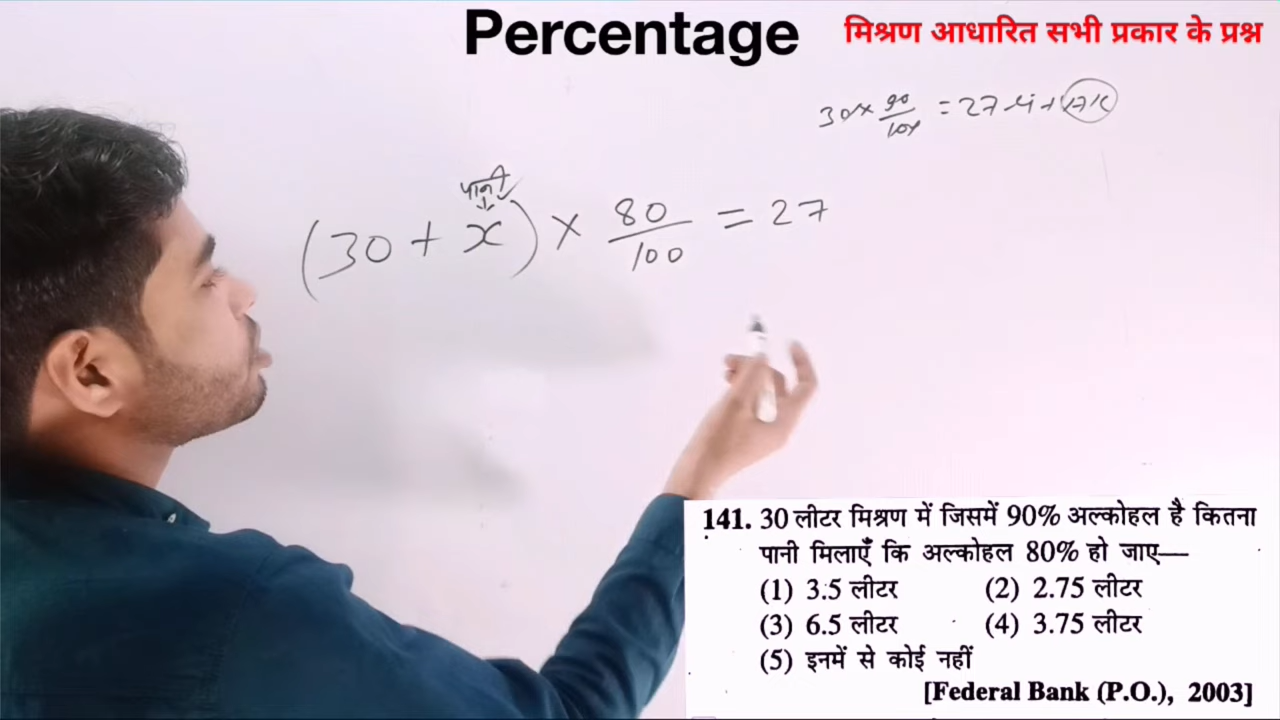 Percentage
मिश्रण आधारित सभी प्रकार के प्रश्न
30 × 90/100 = 27
पानी
(30 + x) × 80/100 = 27
141. 30 लीटर मिश्रण में जिसमें 90% अल्कोहल है कितना
पानी मिलाएँ कि अल्कोहल 80% हो जाए—
(1) 3.5 लीटर (2) 2.75 लीटर
(3) 6.5 लीटर (4) 3.75 लीटर
(5) इनमें से कोई नहीं
[Federal Bank (P.O.), 2003]